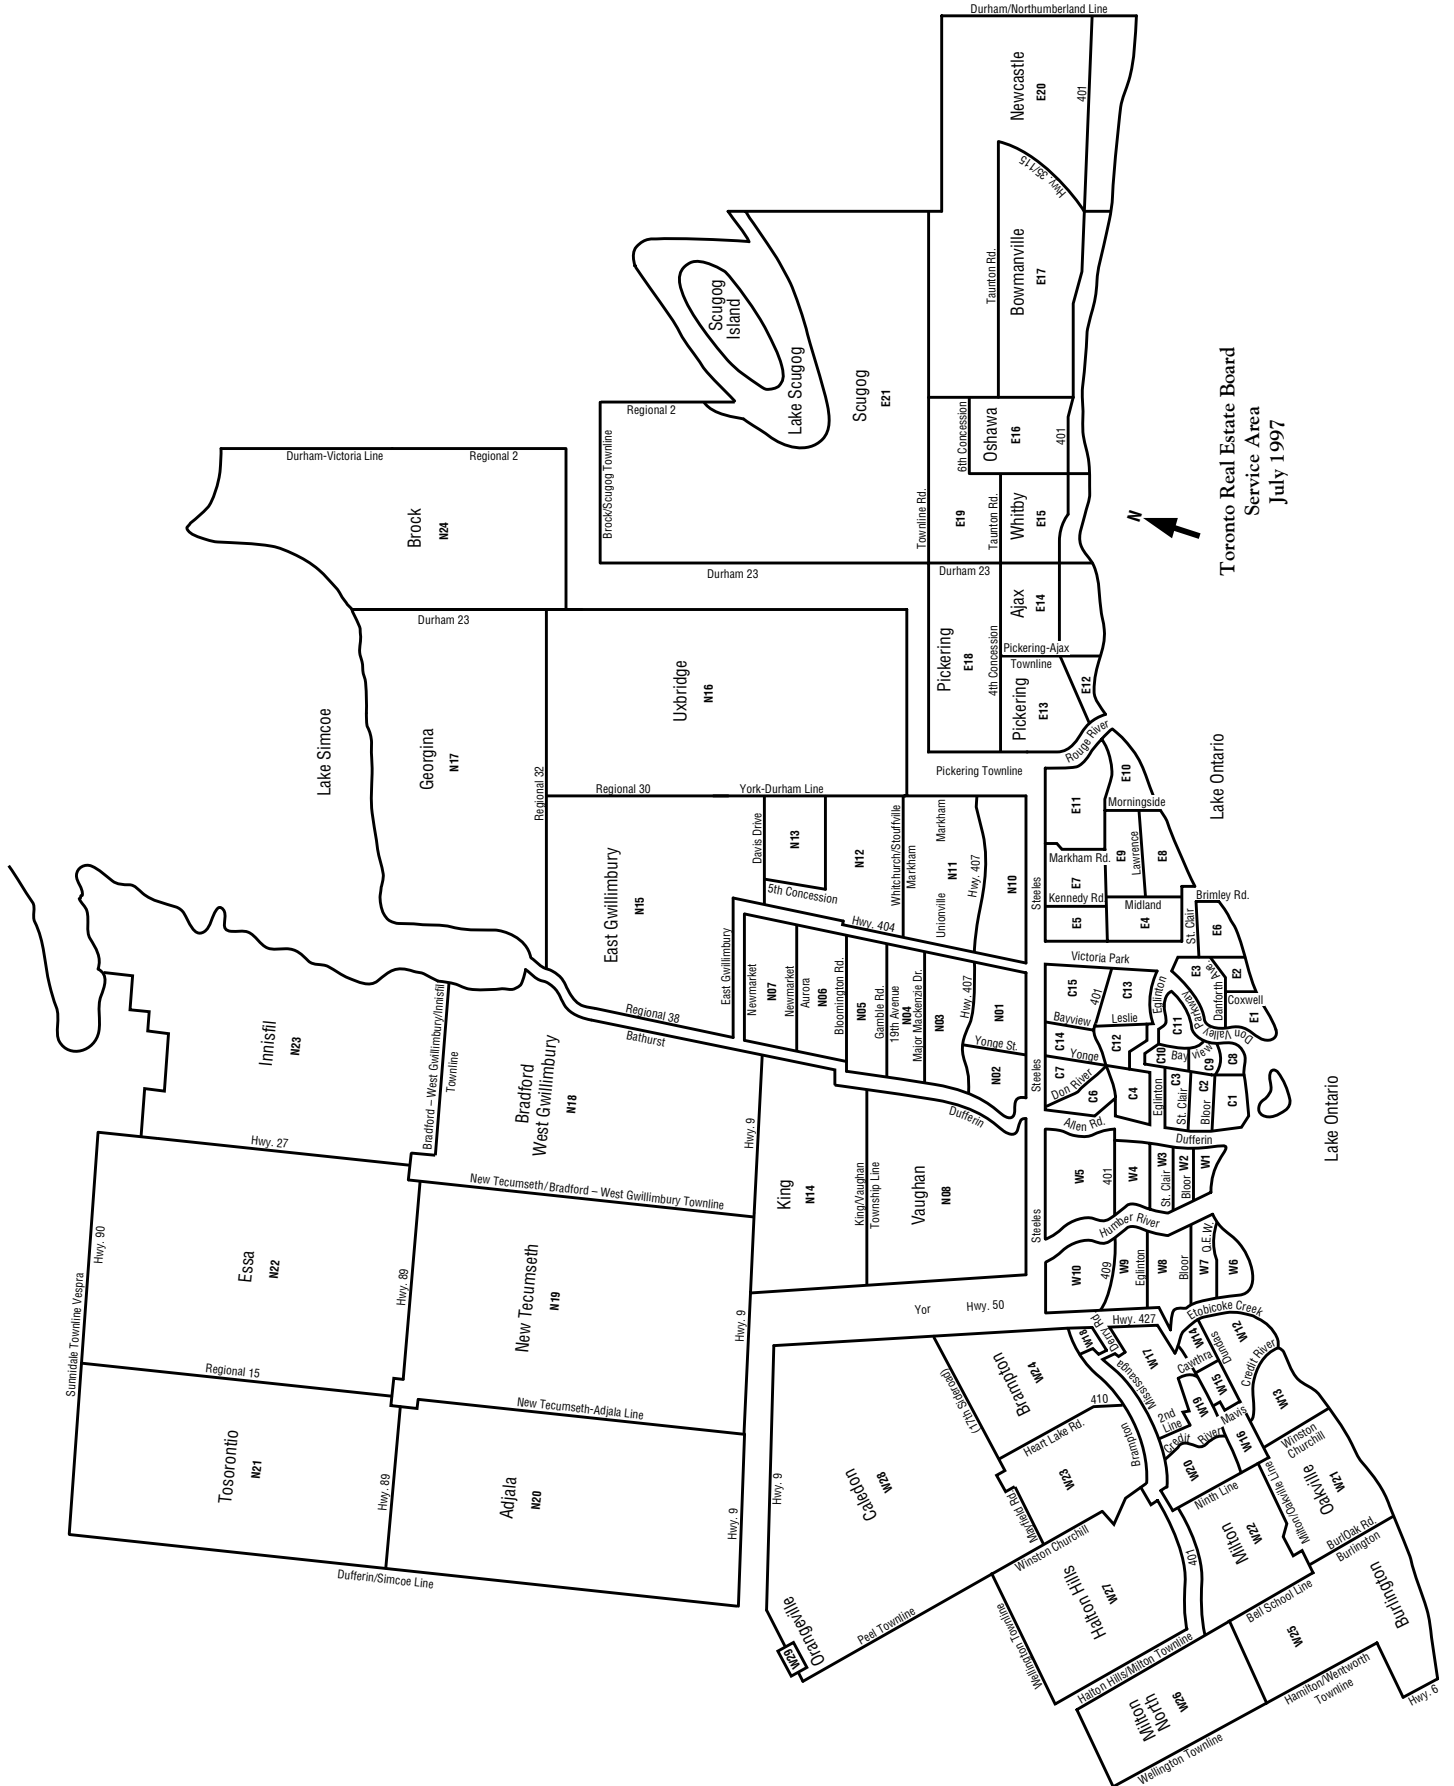 Sunnidale Townline Vespra
Hwy. 90
Tosorontio
N21
Regional 15
Essa
N22
Hwy. 27
Innisfil
N23
Hwy. 89
Hwy. 89
Dufferin/Simcoe Line
Adjala
N20
New Tecumseth-Adjala Line
New Tecumseth
N19
New Tecumseth/Bradford – West Gwillimbury Townline
Bradford – West Gwillimbury/Innisfil
Townline
Bradford
West Gwillimbury
N18
Hwy. 9
Hwy. 9
Hwy. 9
Lake Simcoe
Georgina
N17
Durham 23
Regional 32
Durham-Victoria Line
Regional 2
Brock
N24
East Gwillimbury
N15
Regional 38
Bathurst
Regional 30
York-Durham Line
Uxbridge
N16
Brock/Scugog Townline
Regional 2
Durham 23
Scugog
Island
Lake Scugog
Scugog
E21
East Gwillimbury
Newmarket
N07
Newmarket
Aurora
N06
Bloomington Rd.
N05
Gamble Rd.
19th Avenue
N04
Major Mackenzie Dr.
N03
Hwy. 407
N01
Yonge St.
N02
Davis Drive
N13
5th Concession
N12
Hwy. 404
Whitchurch/Stouffville
Markham
Unionville
N11
Markham
Hwy. 407
N10
King
N14
King/Vaughan
Township Line
Vaughan
N08
Dufferin
Yor
Hwy. 50
Steeles
Steeles
Steeles
Durham/Northumberland Line
Newcastle
E20
401
Hwy. 35/115
Taunton Rd.
Bowmanville
E17
Townline Rd.
6th Concession
Oshawa
E16
401
E19
Taunton Rd.
Whitby
E15
Durham 23
Ajax
E14
Pickering-Ajax
Townline
Pickering
E18
4th Concession
Pickering
E13
E12
Rouge River
Pickering Townline
E11
E10
Morningside
Markham Rd.
E9
Lawrence
E8
E7
Kennedy Rd.
Midland
E5
E4
Brimley Rd.
St. Clair
E6
Victoria Park
E3
Danforth
Ave.
E2
Coxwell
E1
Don Valley Parkway
C15
401
C13
Eglinton
Bayview
Leslie
C11
C14
Yonge
C12
C10
Bay
view
C9
C8
C7
Don River
C6
C4
Eglinton
C3
St. Clair
C2
Bloor
C1
Allen Rd.
Dufferin
W5
401
W4
W3
St. Clair
W2
Bloor
W1
Humber River
W10
409
W9
Eglinton
W8
Bloor
W7
Q.E.W.
W6
Hwy. 427
Etobicoke Creek
Derry Rd
W18
W17
Mississauga
Cawthra
W14
Dundas
W12
W15
Credit River
W13
2nd
Line
W19
Mavis
Credit
River
W16
W20
Winston
Churchill
Ninth Line
Milton/Oakville Line
Oakville
W21
BurlOak Rd.
Burlington
Milton
W22
401
Brampton
W24
(17th Sideroad)
410
Heart Lake Rd.
Brampton
W23
Mayfield Rd.
Winston Churchill
Hwy. 9
Caledon
W28
Orangeville
W29
Peel Townline
Wellington Townline
Halton Hills
W27
Halton Hills/Milton Townline
Bell School Line
Burlington
W25
Hamilton/Wentworth
Townline
Hwy. 6
Milton
North
W26
Wellington Townline
Lake Ontario
Lake Ontario
N
Toronto Real Estate Board
Service Area
July 1997